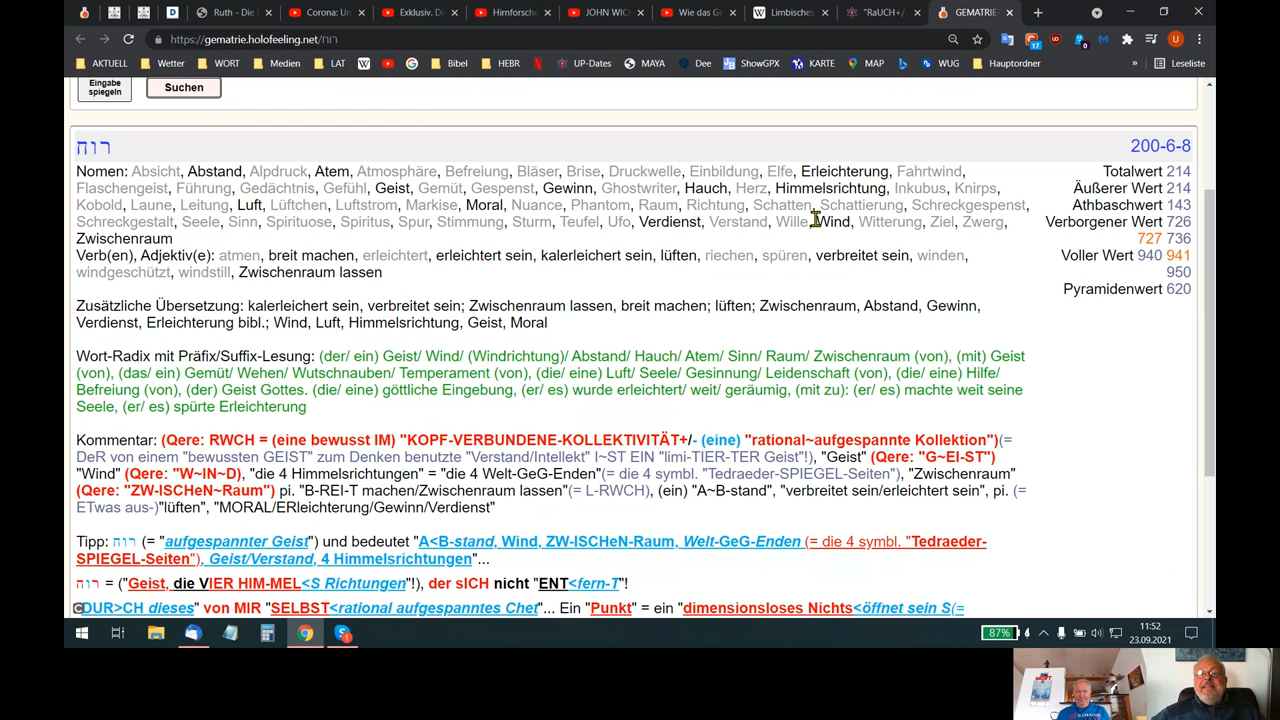 Ruth - Die
Corona: Un
Exklusiv. Di
Hirnforsche
JOHN WIC
Wie das Ge
Limbisches
"RaUCH+/
GEMATRIE-
https://gematrie.holofeeling.net/רוח
AKTUELL Wetter WORT Medien LAT Bibel HEBR UP-Dates MAYA Dee ShowGPX KARTE MAP WUG Hauptordner » Leseliste
Eingabe spiegeln
Suchen
רוח 200-6-8
Nomen: Absicht, Abstand, Alpdruck, Atem, Atmosphäre, Befreiung, Bläser, Brise, Druckwelle, Einbildung, Elfe, Erleichterung, Fahrtwind, Totalwert 214
Flaschengeist, Führung, Gedächtnis, Gefühl, Geist, Gemüt, Gespenst, Gewinn, Ghostwriter, Hauch, Herz, Himmelsrichtung, Inkubus, Knirps, Äußerer Wert 214
Kobold, Laune, Leitung, Luft, Lüftchen, Luftstrom, Markise, Moral, Nuance, Phantom, Raum, Richtung, Schatten, Schattierung, Schreckgespenst, Athbaschwert 143
Schreckgestalt, Seele, Sinn, Spirituose, Spiritus, Spur, Stimmung, Sturm, Teufel, Ufo, Verdienst, Verstand, Wille, Wind, Witterung, Ziel, Zwerg, Verborgener Wert 726
Zwischenraum 727 736
Verb(en), Adjektiv(e): atmen, breit machen, erleichtert, erleichtert sein, kalerleichert sein, lüften, riechen, spüren, verbreitet sein, winden, Voller Wert 940 941
windgeschützt, windstill, Zwischenraum lassen 950
Pyramidenwert 620
Zusätzliche Übersetzung: kalerleichert sein, verbreitet sein; Zwischenraum lassen, breit machen; lüften; Zwischenraum, Abstand, Gewinn,
Verdienst, Erleichterung bibl.; Wind, Luft, Himmelsrichtung, Geist, Moral
Wort-Radix mit Präfix/Suffix-Lesung: (der/ ein) Geist/ Wind/ (Windrichtung)/ Abstand/ Hauch/ Atem/ Sinn/ Raum/ Zwischenraum (von), (mit) Geist
(von), (das/ ein) Gemüt/ Wehen/ Wutschnauben/ Temperament (von), (die/ eine) Luft/ Seele/ Gesinnung/ Leidenschaft (von), (die/ eine) Hilfe/
Befreiung (von), (der) Geist Gottes. (die/ eine) göttliche Eingebung, (er/ es) wurde erleichtert/ weit/ geräumig, (mit zu): (er/ es) machte weit seine
Seele, (er/ es) spürte Erleichterung
Kommentar: (Qere: RWCH = (eine bewusst IM) "KOPF-VERBUNDENE-KOLLEKTIVITÄT+/- (eine) "rational~aufgespannte Kollektion")(=
DeR von einem "bewussten GEIST" zum Denken benutzte "Verstand/Intellekt" I~ST EIN "limi-TIER-TER Geist"!), "Geist" (Qere: "G~EI-ST")
"Wind" (Qere: "W~IN~D), "die 4 Himmelsrichtungen" = "die 4 Welt-GeG-Enden"(= die 4 symbl. "Tedraeder-SPIEGEL-Seiten"), "Zwischenraum"
(Qere: "ZW-ISCHeN~Raum") pi. "B-REI-T machen/Zwischenraum lassen"(= L-RWCH), (ein) "A~B-stand", "verbreitet sein/erleichtert sein", pi. (=
ETwas aus-)"lüften", "MORAL/ERleichterung/Gewinn/Verdienst"
Tipp: רוח (= "aufgespannter Geist") und bedeutet "A<B-stand, Wind, ZW-ISCHeN-Raum, Welt-GeG-Enden (= die 4 symbl. "Tedraeder-
SPIEGEL-Seiten"), Geist/Verstand, 4 Himmelsrichtungen"...
רוח = ("Geist, die VIER HIM-MEL<S Richtungen"!), der sICH nicht "ENT<fern-T"!
DUR>CH dieses" von MIR "SELBST<rational aufgespanntes Chet"... Ein "Punkt" = ein "dimensionsloses Nichts<öffnet sein S(=
87%
11:52
23.09.2021